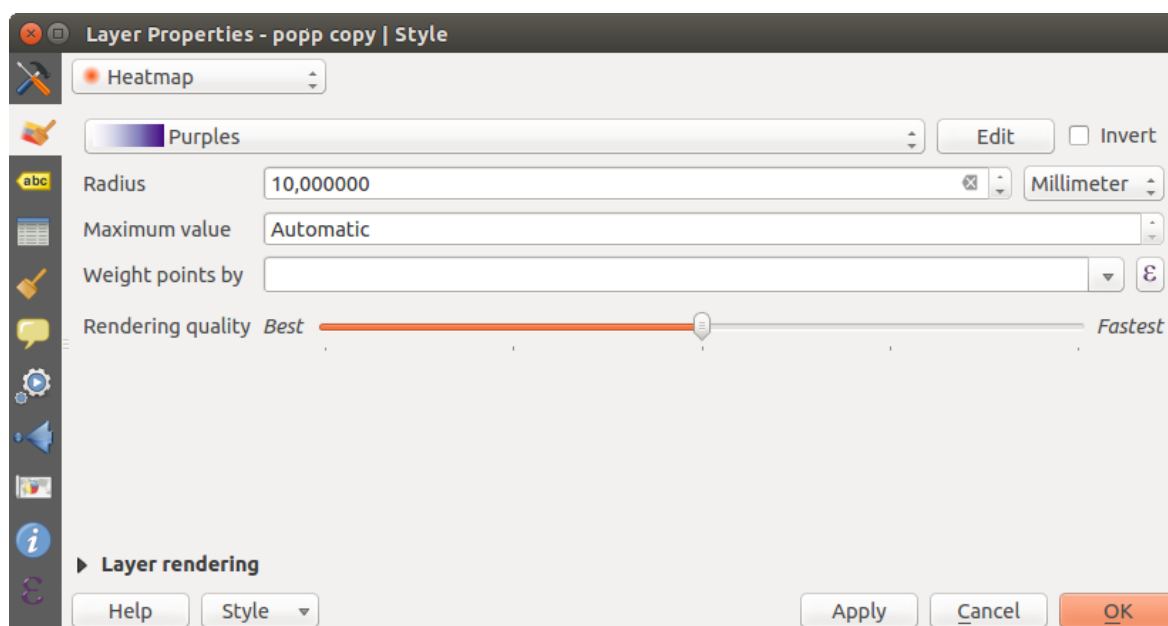 Layer Properties - popp copy | Style
Heatmap
Purples Edit Invert
abc
Radius 10,000000 Millimeter
Maximum value Automatic
Weight points by ε
Rendering quality Best Fastest
i
Layer rendering
ε
Help Style Apply Cancel OK